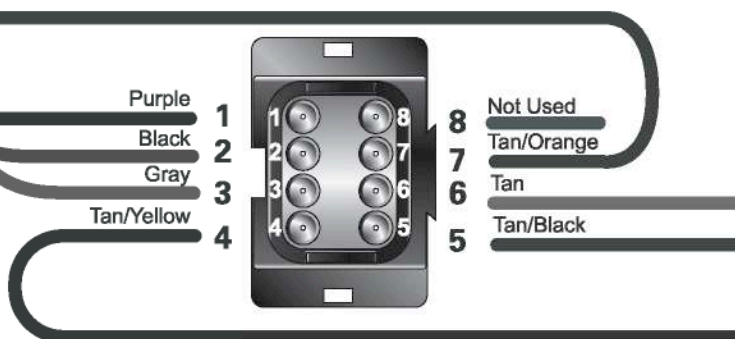 Purple 1
Black 2
Gray 3
Tan/Yellow 4
1 8
2 7
3 6
4 5
8 Not Used
7 Tan/Orange
6 Tan
5 Tan/Black